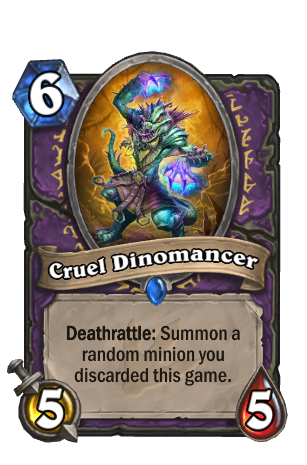 6
Cruel Dinomancer
Deathrattle: Summon a
random minion you
discarded this game.
5
5